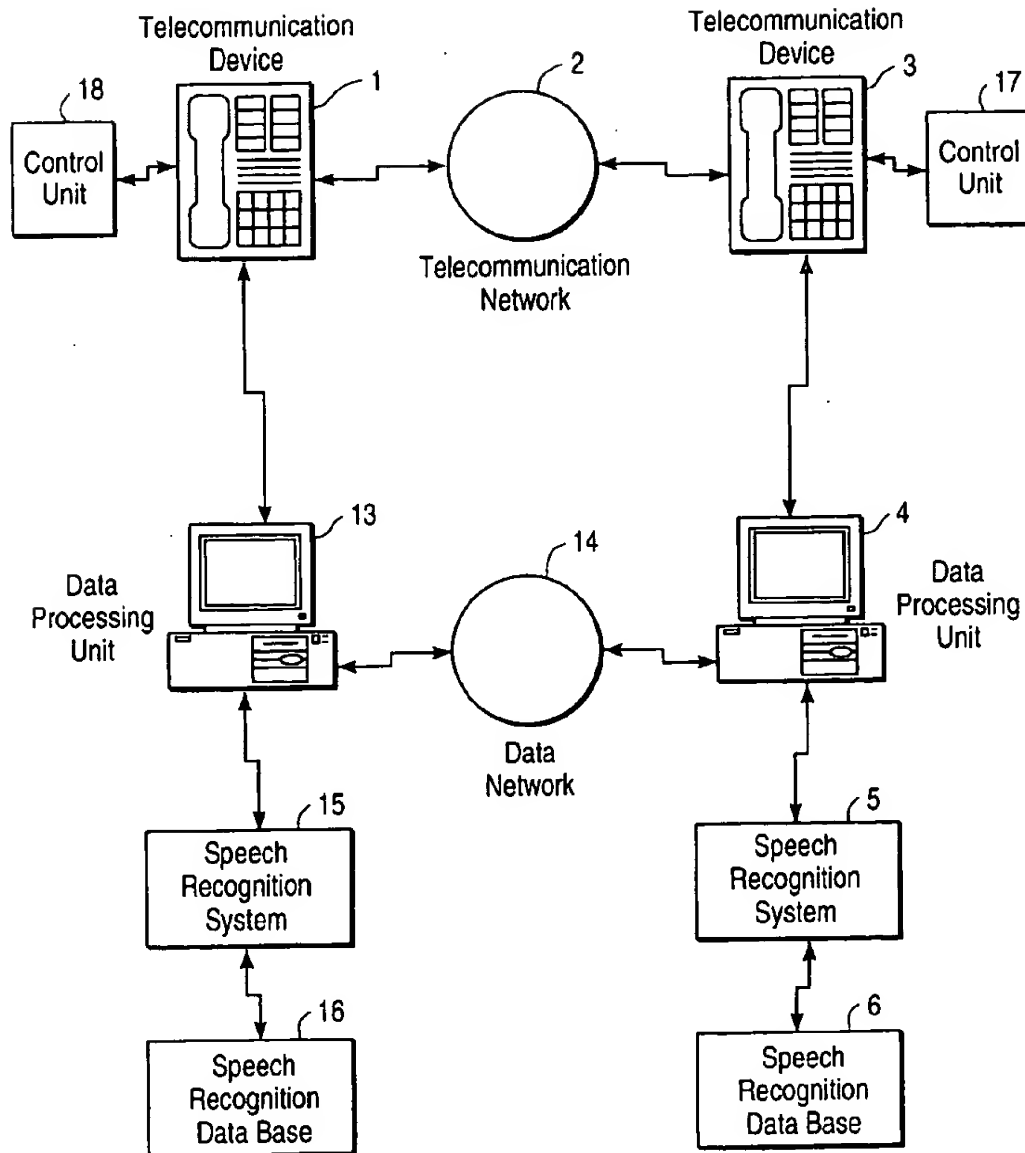 Telecommunication
Device
1
2
Telecommunication
Device
3
18
Control
Unit
17
Control
Unit
Telecommunication
Network
13
Data
Processing
Unit
14
Data
Network
4
Data
Processing
Unit
15
Speech
Recognition
System
5
Speech
Recognition
System
16
Speech
Recognition
Data Base
6
Speech
Recognition
Data Base